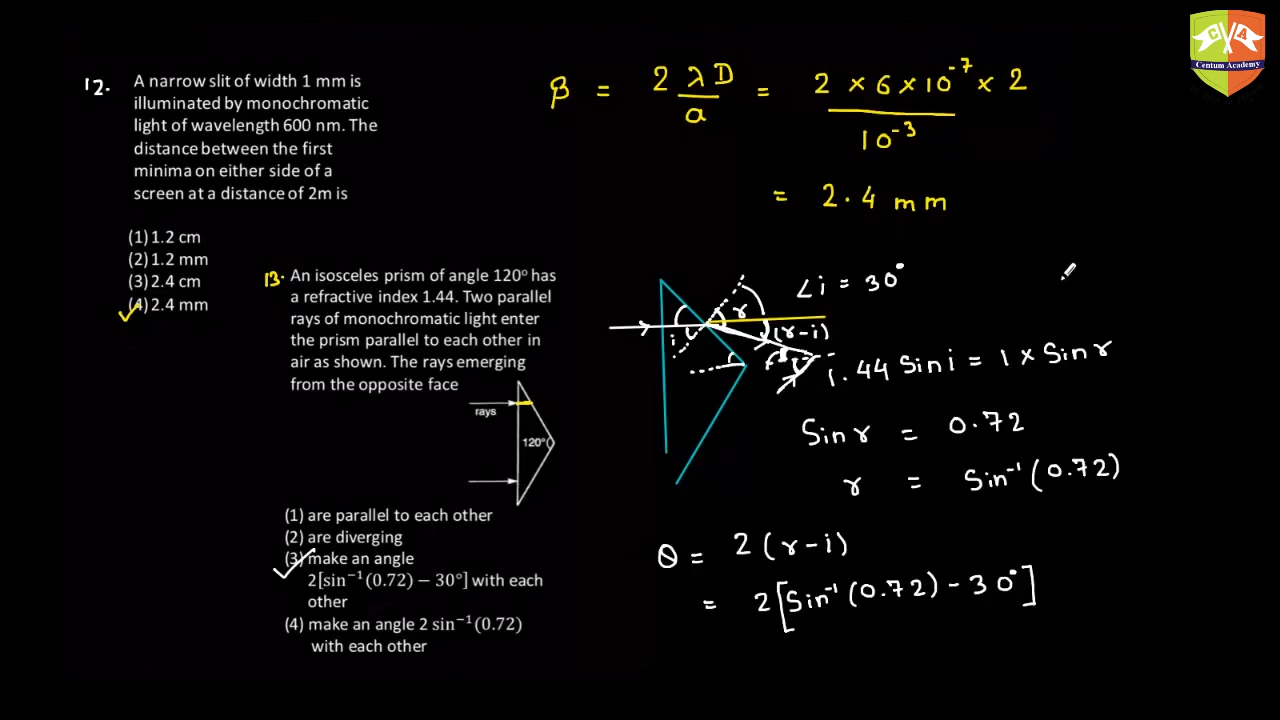 12. A narrow slit of width 1 mm is
illuminated by monochromatic
light of wavelength 600 nm. The
distance between the first
minima on either side of a
screen at a distance of 2m is
(1) 1.2 cm
(2) 1.2 mm
(3) 2.4 cm
(4) 2.4 mm
β = 2 λ D / a = 2 × 6 × 10⁻⁷ × 2 / 10⁻³
= 2.4 mm
13. An isosceles prism of angle 120° has
a refractive index 1.44. Two parallel
rays of monochromatic light enter
the prism parallel to each other in
air as shown. The rays emerging
from the opposite face
rays
120°
(1) are parallel to each other
(2) are diverging
(3) make an angle
2[sin⁻¹(0.72) − 30°] with each
other
(4) make an angle 2 sin⁻¹(0.72)
with each other
i
r
(r-i)
∠i = 30°
1.44 Sin i = 1 × Sin r
Sin r = 0.72
r = Sin⁻¹(0.72)
θ = 2(r-i)
= 2[Sin⁻¹(0.72) - 30°]
C A
Centum Academy